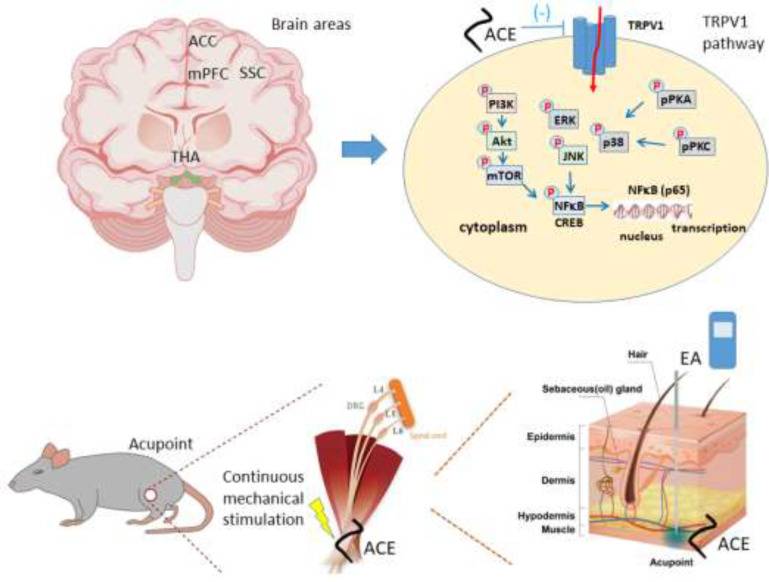 Brain areas
ACC
mPFC SSC
THA
(-)
ACE
TRPV1
TRPV1
pathway
P
PI3K
P
ERK
P
pPKA
P
Akt
P
p38
P
pPKC
P
JNK
P
mTOR
P
NFκB
CREB
NFκB (p65)
cytoplasm
nucleus
transcription
Acupoint
Continuous
mechanical
stimulation
L4
DRG
L5
L6
Spinal cord
ACE
Hair
EA
Sebaceous(oil) gland
Epidermis
Dermis
Hypodermis
Muscle
ACE
Acupoint